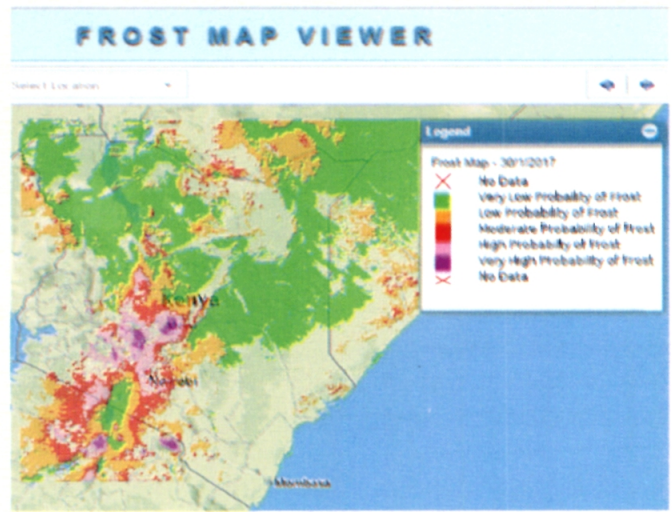 FROST MAP VIEWER
Select Location
Legend
Frost Map - 30/1/2017
No Data
Very Low Probability of Frost
Low Probability of Frost
Moderate Probability of Frost
High Probability of Frost
Very High Probability of Frost
No Data
Kenya
Nairobi
Mombasa